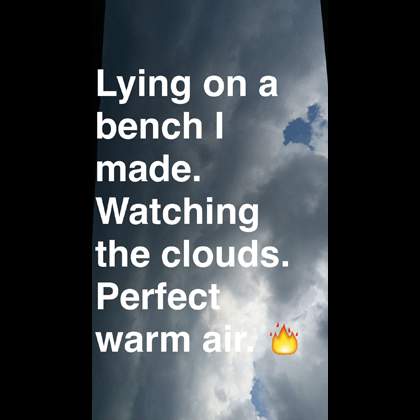 Lying on a
bench I
made.
Watching
the clouds.
Perfect
warm air. 🔥